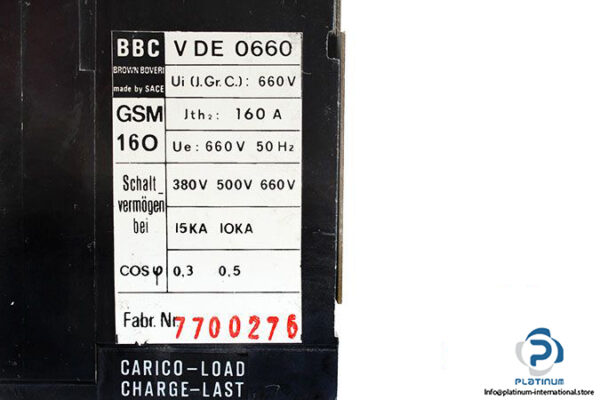 BBC
BROWN BOVERI
made by SACE
VDE 0660
Ui (J.Gr.C.): 660V
GSM
160
Jth₂: 160 A
Ue: 660V 50 Hz
Schalt_
vermögen
bei
380V 500V 660V
15KA 10KA
cos φ
0,3 0,5
Fabr. Nr.
7700276
CARICO-LOAD
CHARGE-LAST
PLATINUM
Info@platinum-international.store